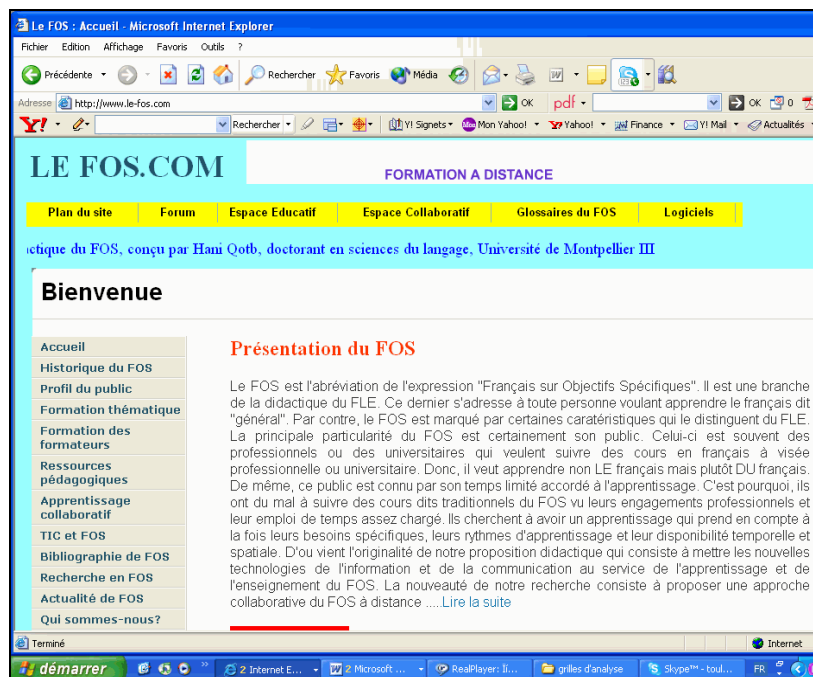 Le FOS : Accueil - Microsoft Internet Explorer
Fichier Edition Affichage Favoris Outils ?
Précédente Rechercher Favoris Média
Adresse http://www.le-fos.com OK pdf OK 0
Y! Rechercher Y! Signets Mon Yahoo! Yahoo! Finance Y! Mail Actualités
LE FOS.COM
FORMATION A DISTANCE
Plan du site Forum Espace Educatif Espace Collaboratif Glossaires du FOS Logiciels
ctique du FOS, conçu par Hani Qotb, doctorant en sciences du langage, Université de Montpellier III
Bienvenue
Accueil
Historique du FOS
Profil du public
Formation thématique
Formation des
formateurs
Ressources
pédagogiques
Apprentissage
collaboratif
TIC et FOS
Bibliographie de FOS
Recherche en FOS
Actualité de FOS
Qui sommes-nous?
Présentation du FOS
Le FOS est l'abréviation de l'expression "Français sur Objectifs Spécifiques". Il est une branche
de la didactique du FLE. Ce dernier s'adresse à toute personne voulant apprendre le français dit
"général". Par contre, le FOS est marqué par certaines caratéristiques qui le distinguent du FLE.
La principale particularité du FOS est certainement son public. Celui-ci est souvent des
professionnels ou des universitaires qui veulent suivre des cours en français à visée
professionnelle ou universitaire. Donc, il veut apprendre non LE français mais plutôt DU français.
De même, ce public est connu par son temps limité accordé à l'apprentissage. C'est pourquoi, ils
ont du mal à suivre des cours dits traditionnels du FOS vu leurs engagements professionnels et
leur emploi de temps assez chargé. Ils cherchent à avoir un apprentissage qui prend en compte à
la fois leurs besoins spécifiques, leurs rythmes d'apprentissage et leur disponibilité temporelle et
spatiale. D'ou vient l'originalité de notre proposition didactique qui consiste à mettre les nouvelles
technologies de l'information et de la communication au service de l'apprentissage et de
l'enseignement du FOS. La nouveauté de notre recherche consiste à proposer une approche
collaborative du FOS à distance .....Lire la suite
Terminé Internet
démarrer 2 Internet E... 2 Microsoft ... RealPlayer: grilles d'analyse Skype™ - toul... FR